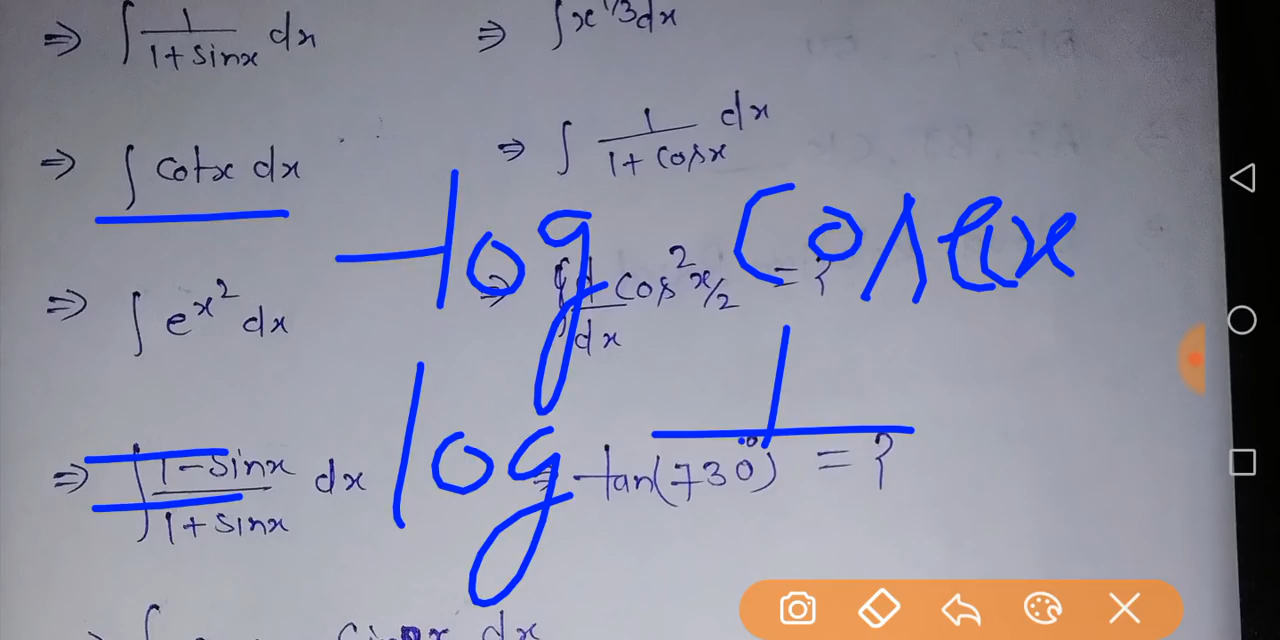 ⇒ ∫ 1/(1+sinx) dx ⇒ ∫x^1/3 dx
⇒ ∫ cotx dx ⇒ ∫ 1/(1+cosx) dx
-log cosecx
⇒ ∫ e^x² dx ⇒ d/dx cos² x/2 = ?
log 1
⇒ ∫ (1-sinx)/(1+sinx) dx ⇒ tan(730°) = ?
dx